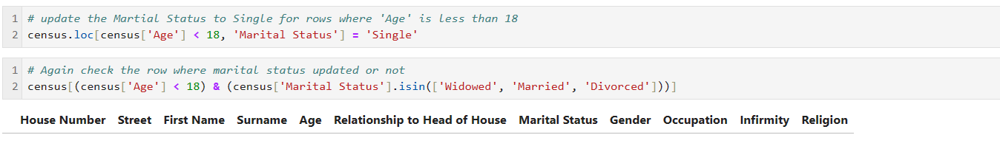 1 # update the Martial Status to Single for rows where 'Age' is less than 18
2 census.loc[census['Age'] < 18, 'Marital Status'] = 'Single'
1 # Again check the row where marital status updated or not
2 census[(census['Age'] < 18) & (census['Marital Status'].isin(['Widowed', 'Married', 'Divorced']))]
House Number Street First Name Surname Age Relationship to Head of House Marital Status Gender Occupation Infirmity Religion